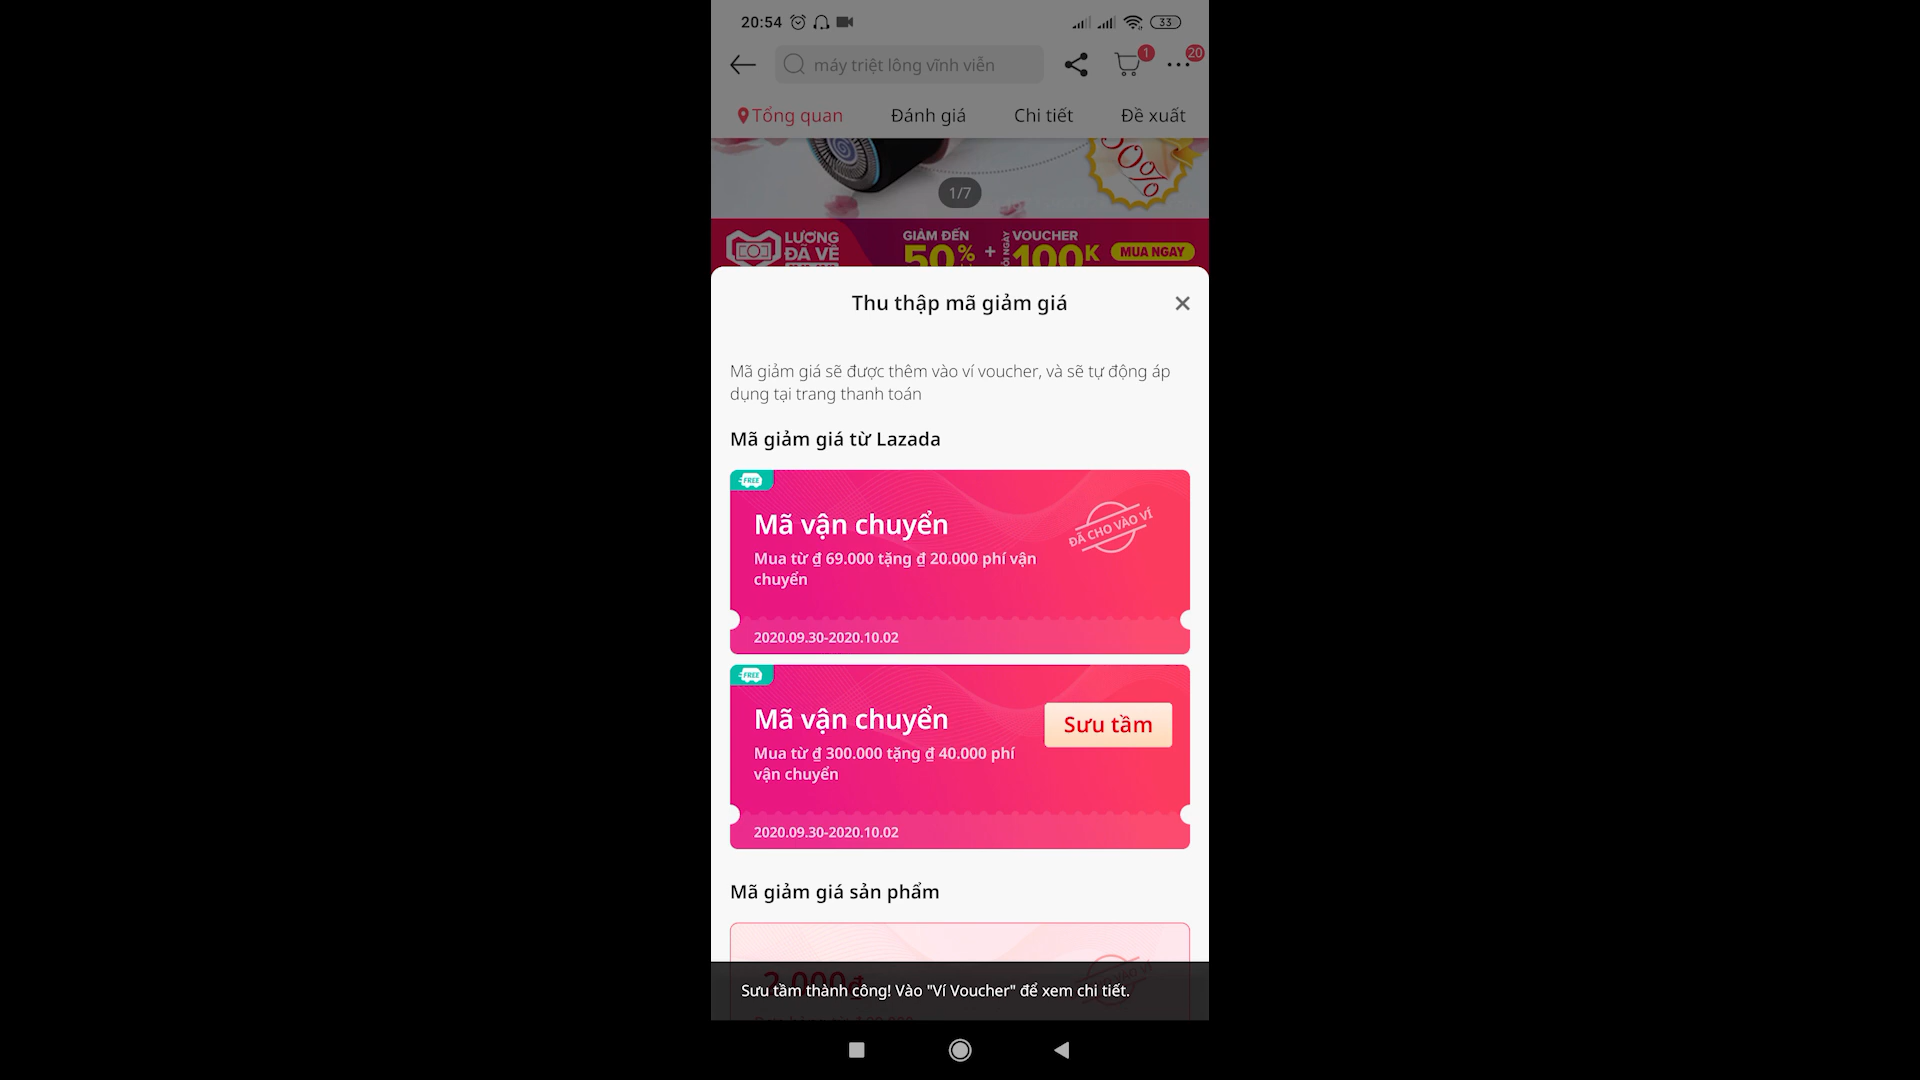 20:54
33
máy triệt lông vĩnh viễn
1
20
Tổng quan
Đánh giá
Chi tiết
Đề xuất
50%
1/7
LƯƠNG
ĐÃ VỀ
GIẢM ĐẾN
50%
+
VOUCHER
100K
MUA NGAY
Thu thập mã giảm giá
Mã giảm giá sẽ được thêm vào ví voucher, và sẽ tự động áp
dụng tại trang thanh toán
Mã giảm giá từ Lazada
FREE
Mã vận chuyển
ĐÃ CHO VÀO VÍ
Mua từ ₫ 69.000 tặng ₫ 20.000 phí vận
chuyển
2020.09.30-2020.10.02
FREE
Mã vận chuyển
Sưu tầm
Mua từ ₫ 300.000 tặng ₫ 40.000 phí
vận chuyển
2020.09.30-2020.10.02
Mã giảm giá sản phẩm
2.000₫
Sưu tầm thành công! Vào "Ví Voucher" để xem chi tiết.